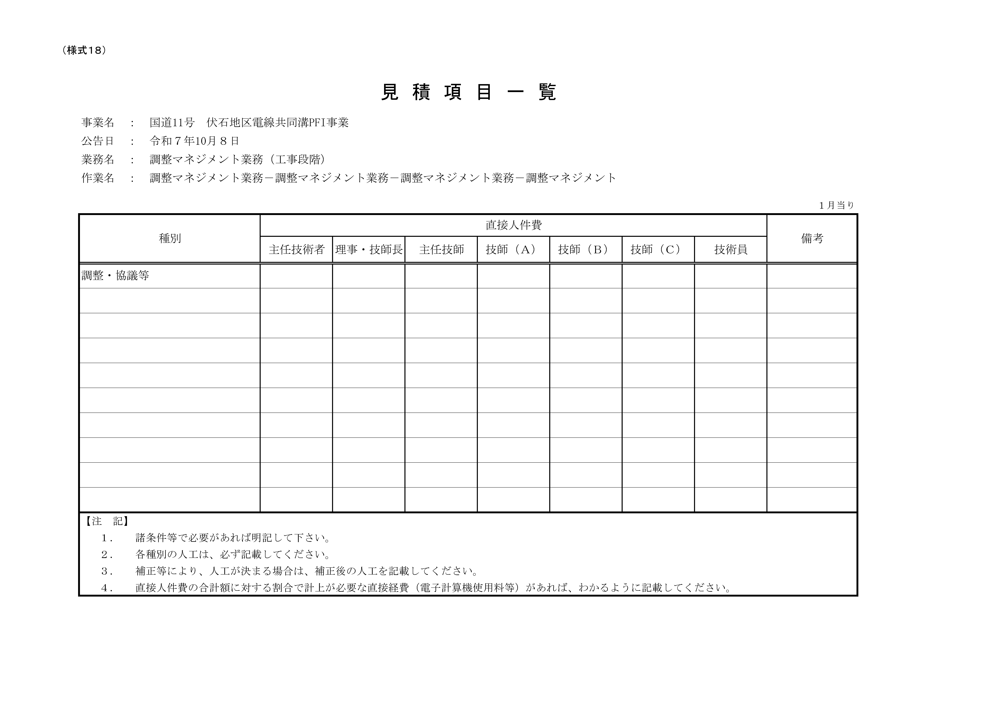 （様式18）
見積項目一覧
事業名　：　国道11号　伏石地区電線共同溝PFI事業
公告日　：　令和７年10月８日
業務名　：　調整マネジメント業務（工事段階）
作業名　：　調整マネジメント業務－調整マネジメント業務－調整マネジメント業務－調整マネジメント
１月当り
種別　直接人件費　備考
主任技術者　理事・技師長　主任技師　技師（Ａ）　技師（Ｂ）　技師（Ｃ）　技術員
調整・協議等
【注　記】
１．　諸条件等で必要があれば明記して下さい。
２．　各種別の人工は、必ず記載してください。
３．　補正等により、人工が決まる場合は、補正後の人工を記載してください。
４．　直接人件費の合計額に対する割合で計上が必要な直接経費（電子計算機使用料等）があれば、わかるように記載してください。